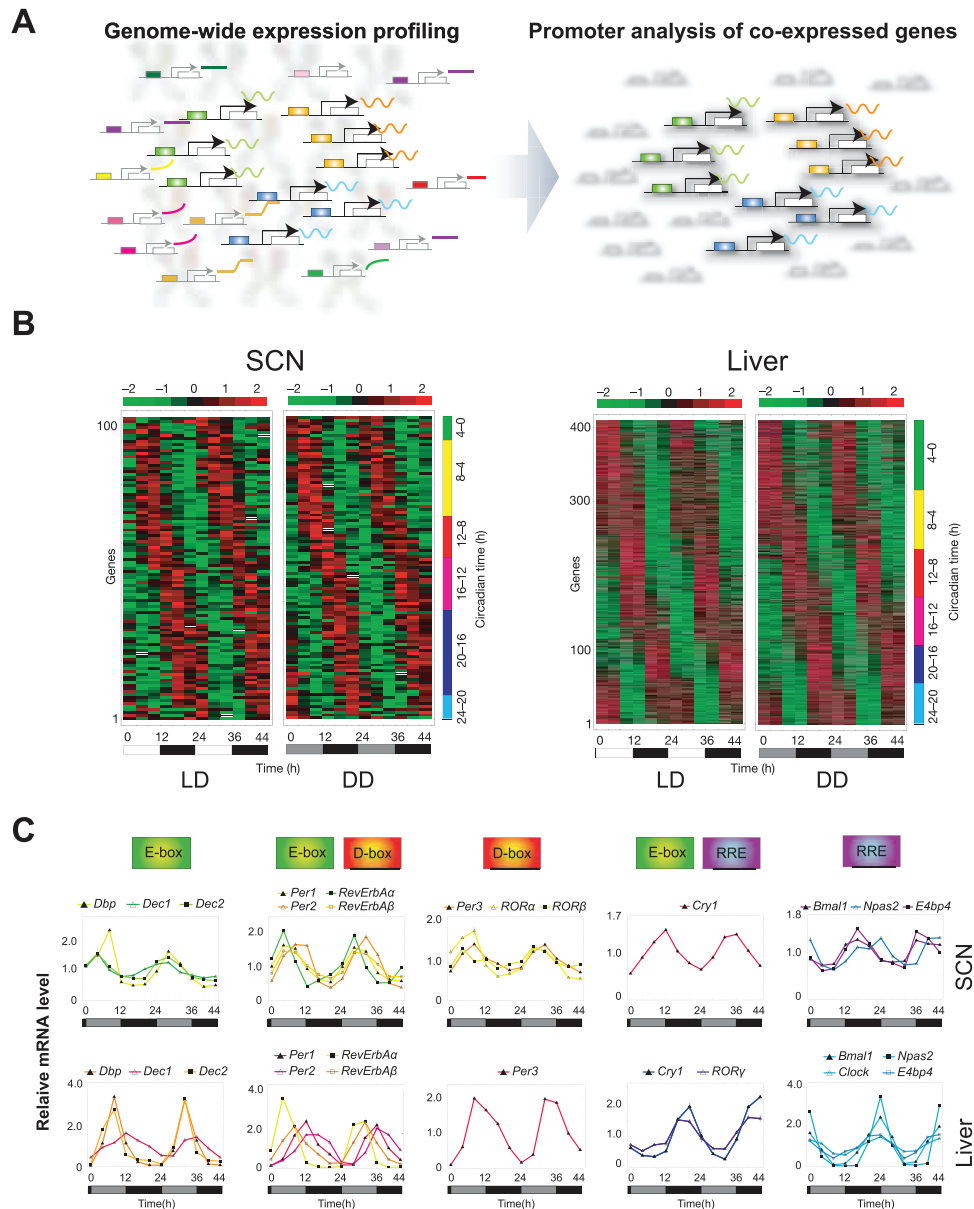 A
Genome-wide expression profiling
Promoter analysis of co-expressed genes
B
SCN
−2 −1 0 1 2
−2 −1 0 1 2
100
Genes
1
4–0
8–4
12–8
16–12
20–16
24–20
Circadian time (h)
0 12 24 36 44
0 12 24 36 44
Time (h)
LD
DD
Liver
−2 −1 0 1 2
−2 −1 0 1 2
400
300
Genes
100
1
4–0
8–4
12–8
16–12
20–16
24–20
Circadian time (h)
0 12 24 36 44
0 12 24 36 44
Time (h)
LD
DD
C
E-box
E-box D-box
D-box
E-box RRE
RRE
Relaive mRNA level
Dbp Dec1 Dec2
2.0
1.0
0
0 12 24 36 44
Per1 RevErbAα
Per2 RevErbAβ
2.0
1.0
0
0 12 24 36 44
Per3 RORα RORβ
2.0
1.0
0
0 12 24 36 44
Cry1
1.7
1.0
0
0 12 24 36 44
Bmal1 Npas2 E4bp4
1.8
1.0
0
0 12 24 36 44
SCN
Dbp Dec1 Dec2
4.0
2.0
0
0 12 24 36 44
Time(h)
Per1 RevErbAα
Per2 RevErbAβ
4.0
2.0
0
0 12 24 36 44
Time(h)
Per3
2.0
1.0
0
0 12 24 36 44
Time(h)
Cry1 RORγ
2.0
1.0
0
0 12 24 36 44
Time(h)
Bmal1 Npas2
Clock E4bp4
4.0
2.0
0
0 12 24 36 44
Time(h)
Liver